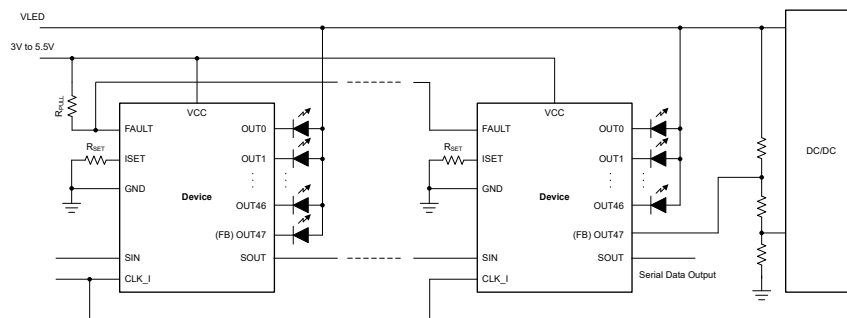 VLED
3V to 5.5V
RPULL
VCC
FAULT
OUT0
RSET
ISET
OUT1
GND
Device
OUT46
(FB) OUT47
SIN
SOUT
CLK_I
VCC
FAULT
OUT0
RSET
ISET
OUT1
GND
Device
OUT46
(FB) OUT47
SIN
SOUT
CLK_I
Serial Data Output
DC/DC